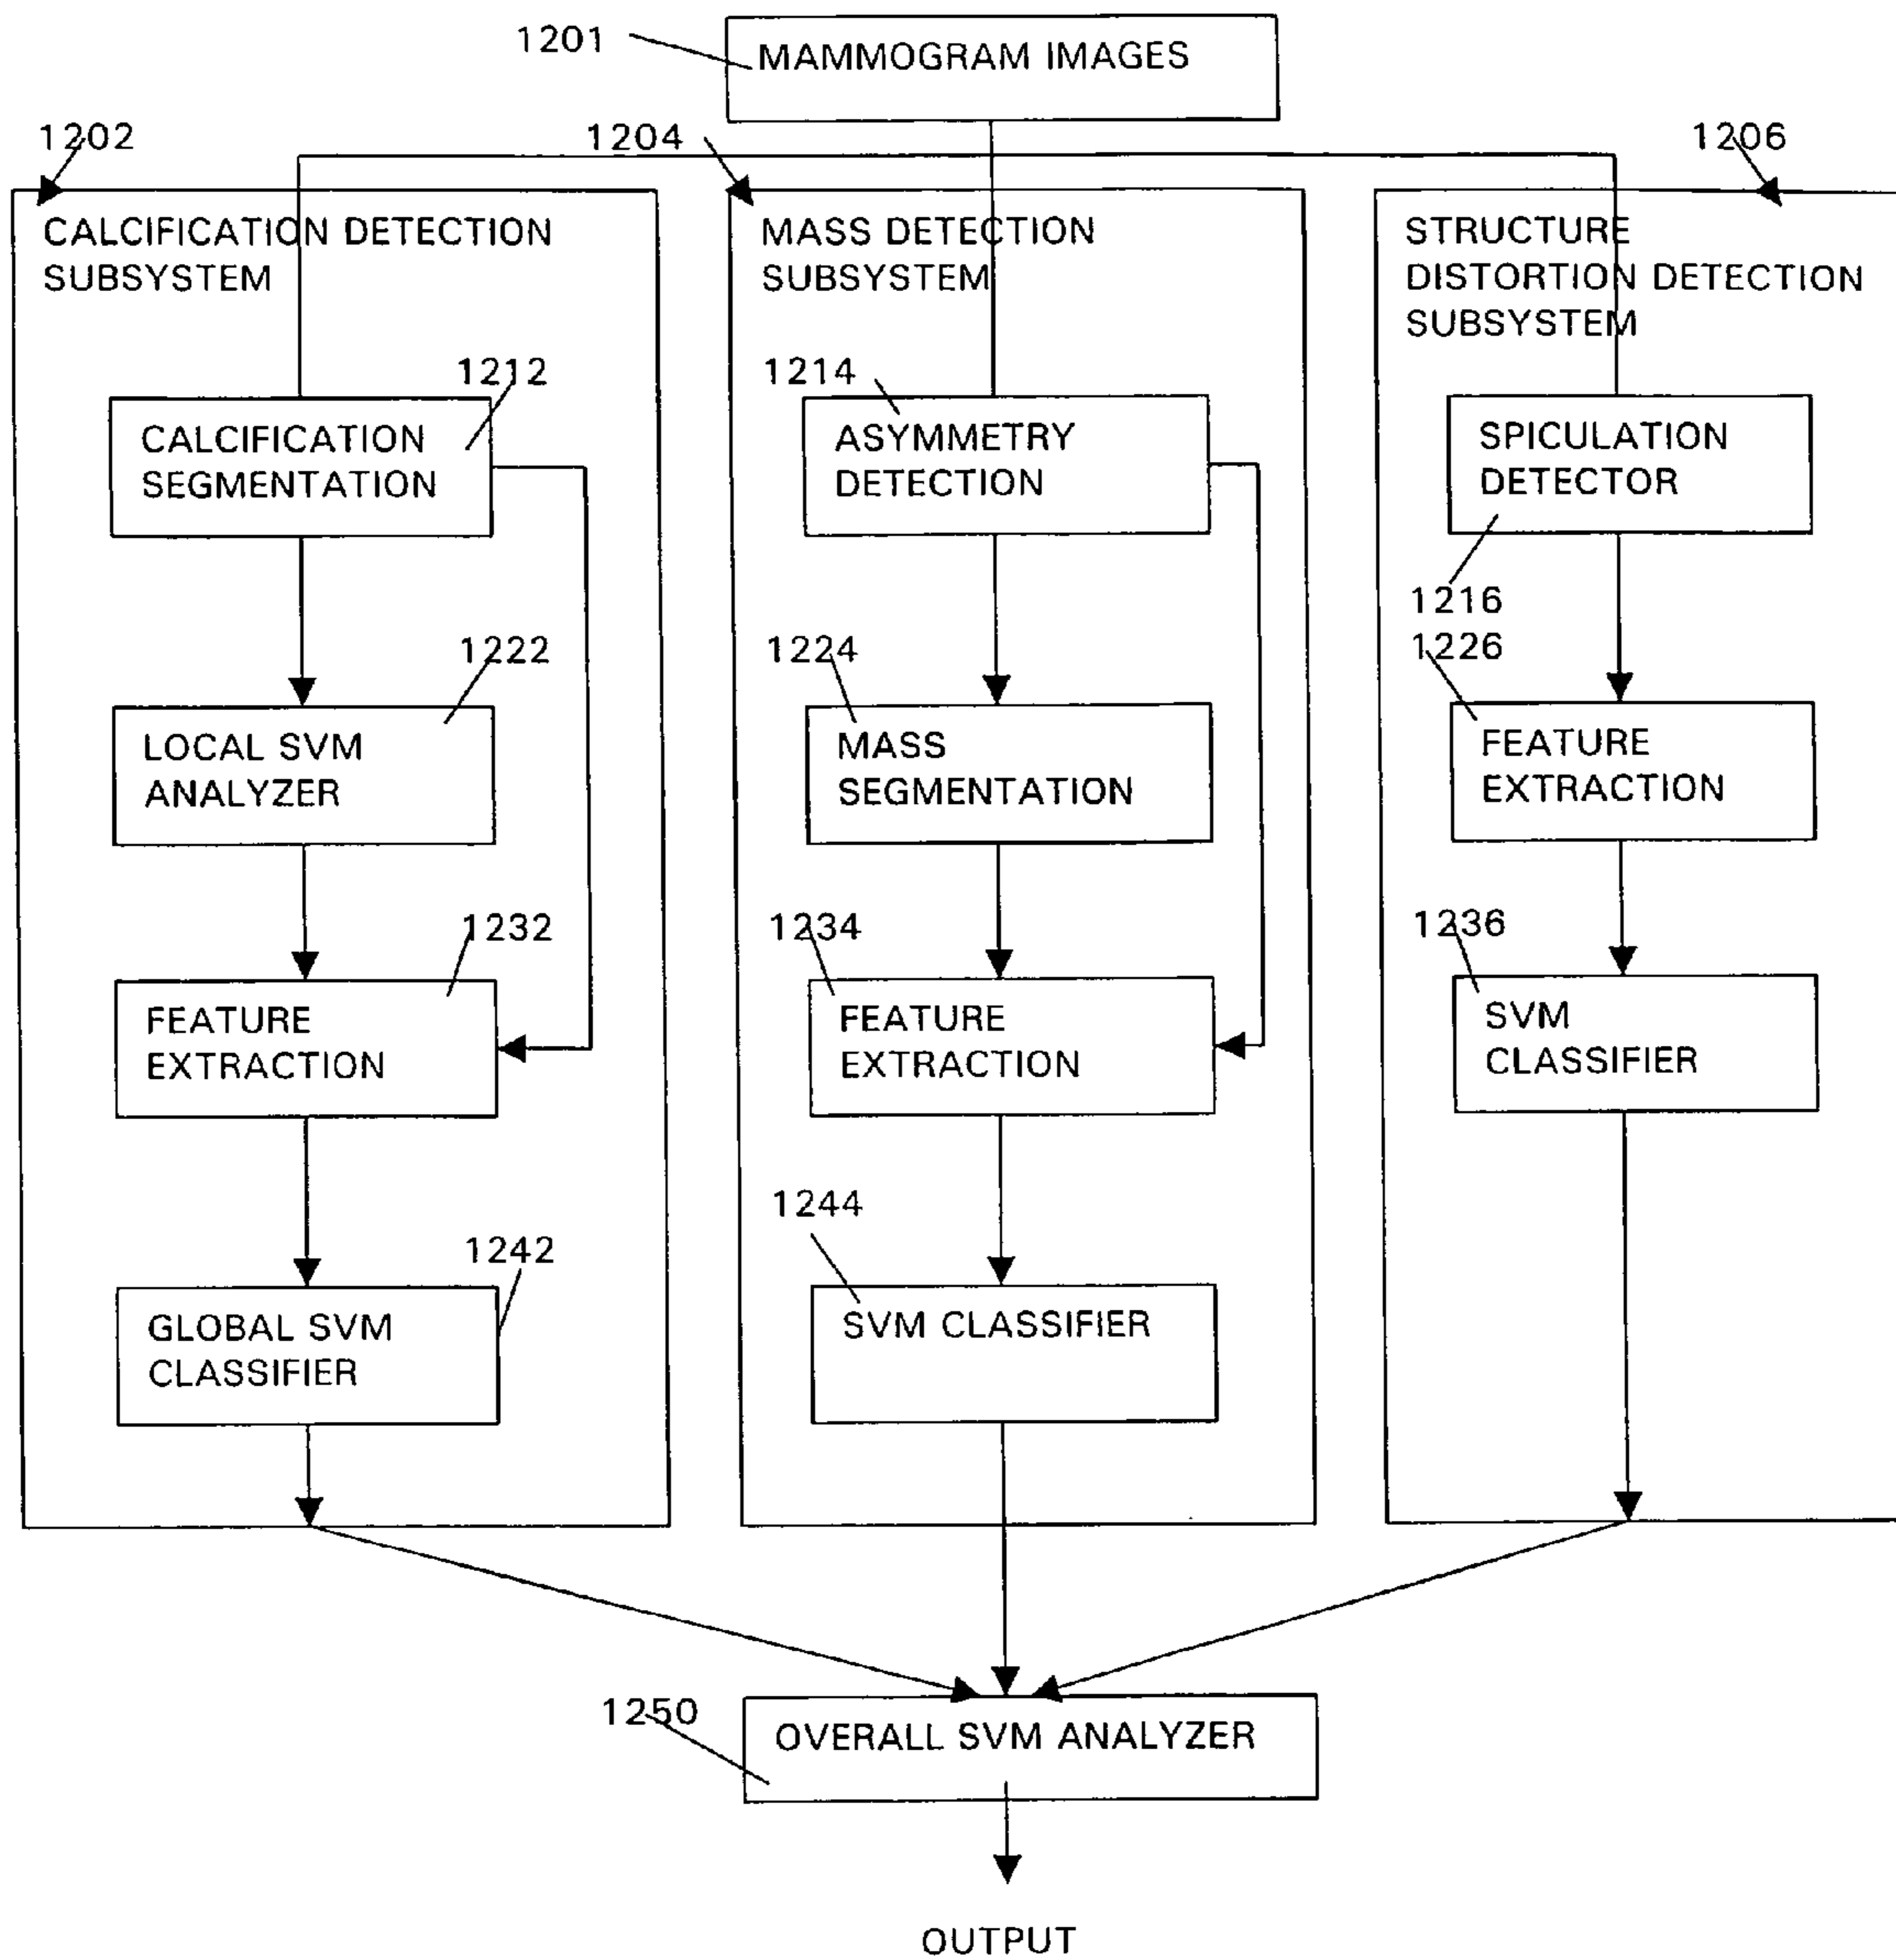 1201
MAMMOGRAM IMAGES
1202
1204
1206
CALCIFICATION DETECTION
SUBSYSTEM
MASS DETECTION
SUBSYSTEM
STRUCTURE
DISTORTION DETECTION
SUBSYSTEM
1212
CALCIFICATION
SEGMENTATION
1214
ASYMMETRY
DETECTION
SPICULATION
DETECTOR
1216
1222
LOCAL SVM
ANALYZER
1224
MASS
SEGMENTATION
1226
FEATURE
EXTRACTION
1232
FEATURE
EXTRACTION
1234
FEATURE
EXTRACTION
1236
SVM
CLASSIFIER
1242
GLOBAL SVM
CLASSIFIER
1244
SVM CLASSIFIER
1250
OVERALL SVM ANALYZER
OUTPUT